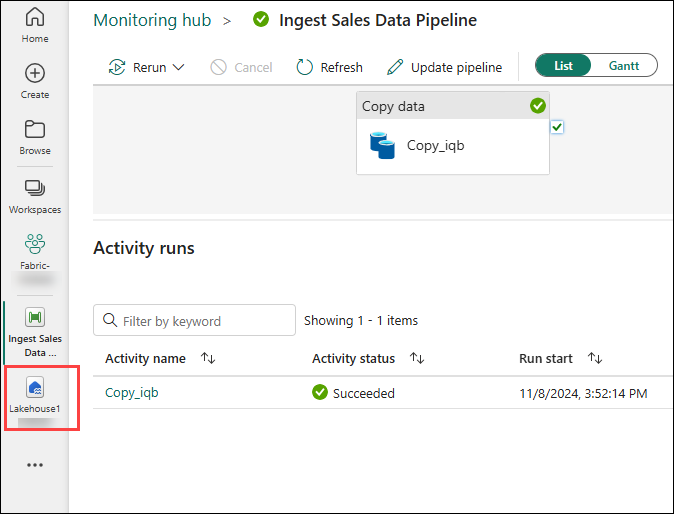 Home
Create
Browse
Workspaces
Fabric-
Ingest Sales
Data ...
Lakehouse1
Monitoring hub > Ingest Sales Data Pipeline
Rerun Cancel Refresh Update pipeline List Gantt
Copy data
Copy_iqb
Activity runs
Filter by keyword Showing 1 - 1 items
Activity name Activity status Run start
Copy_iqb Succeeded 11/8/2024, 3:52:14 PM